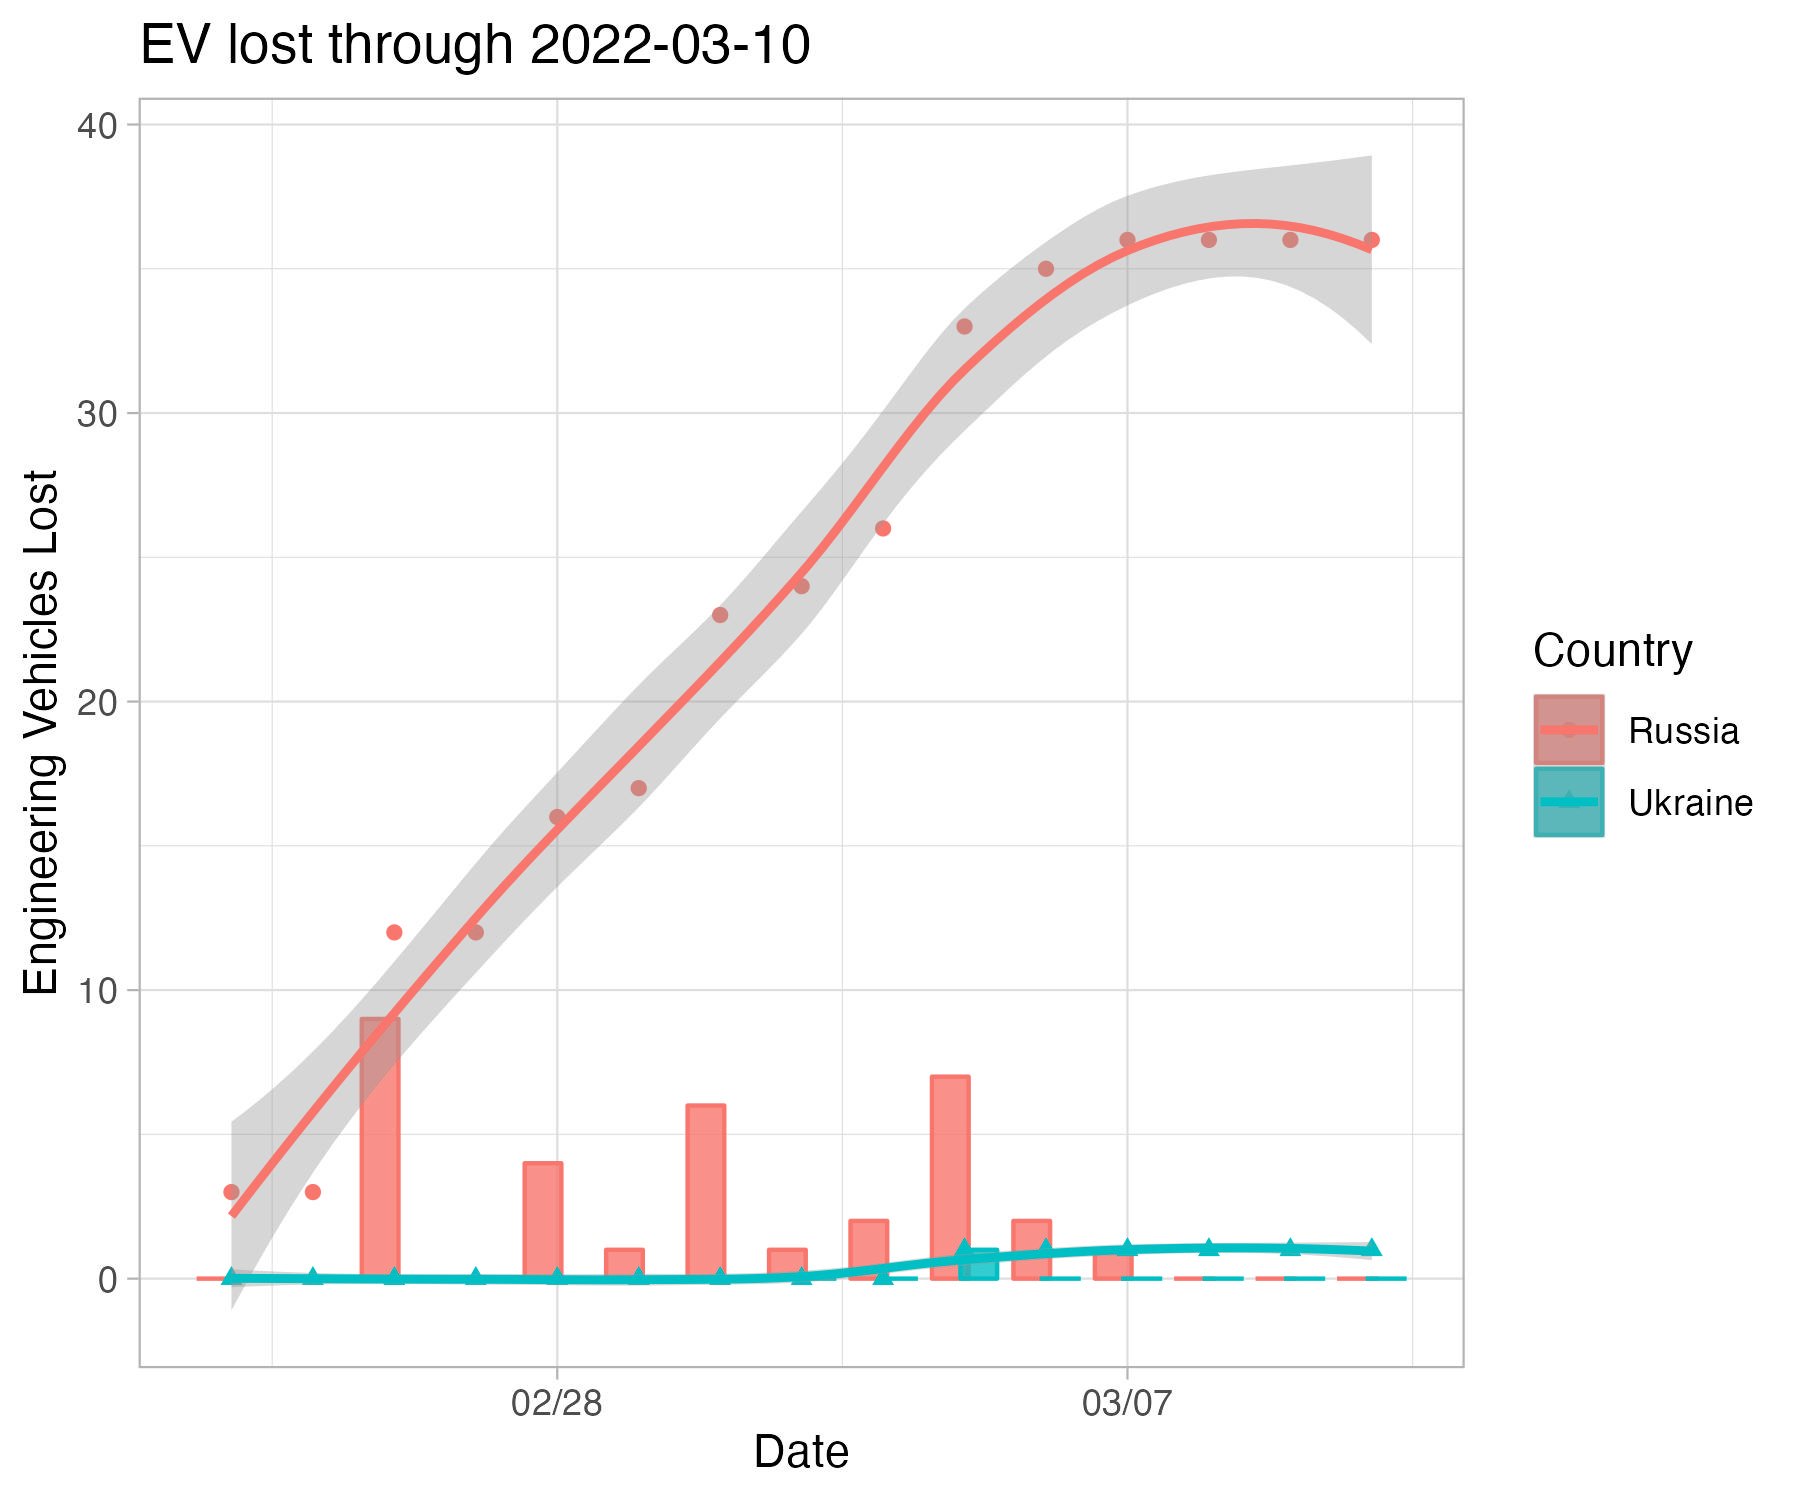 EV lost through 2022-03-10
Engineering Vehicles Lost
40
30
20
10
0
02/28
03/07
Date
Country
Russia
Ukraine